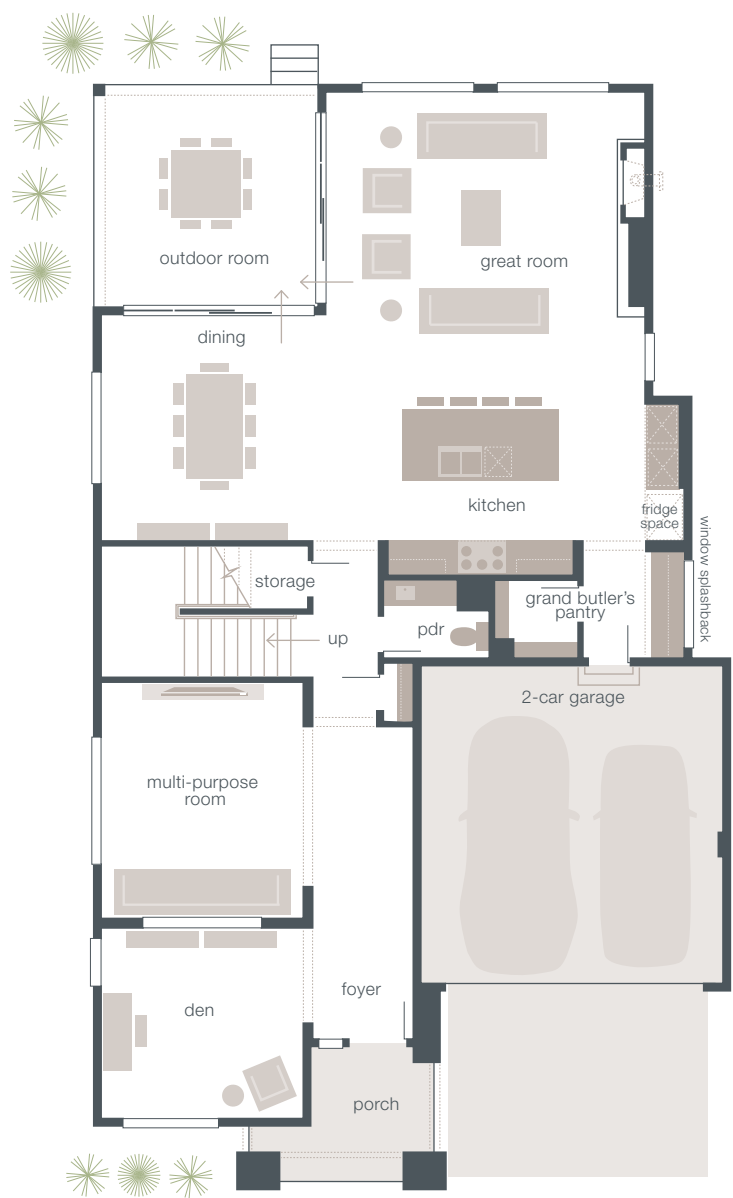 outdoor room
great room
dining
kitchen
fridge
space
window splashback
storage
grand butler's
pantry
pdr
up
2-car garage
multi-purpose
room
foyer
den
porch